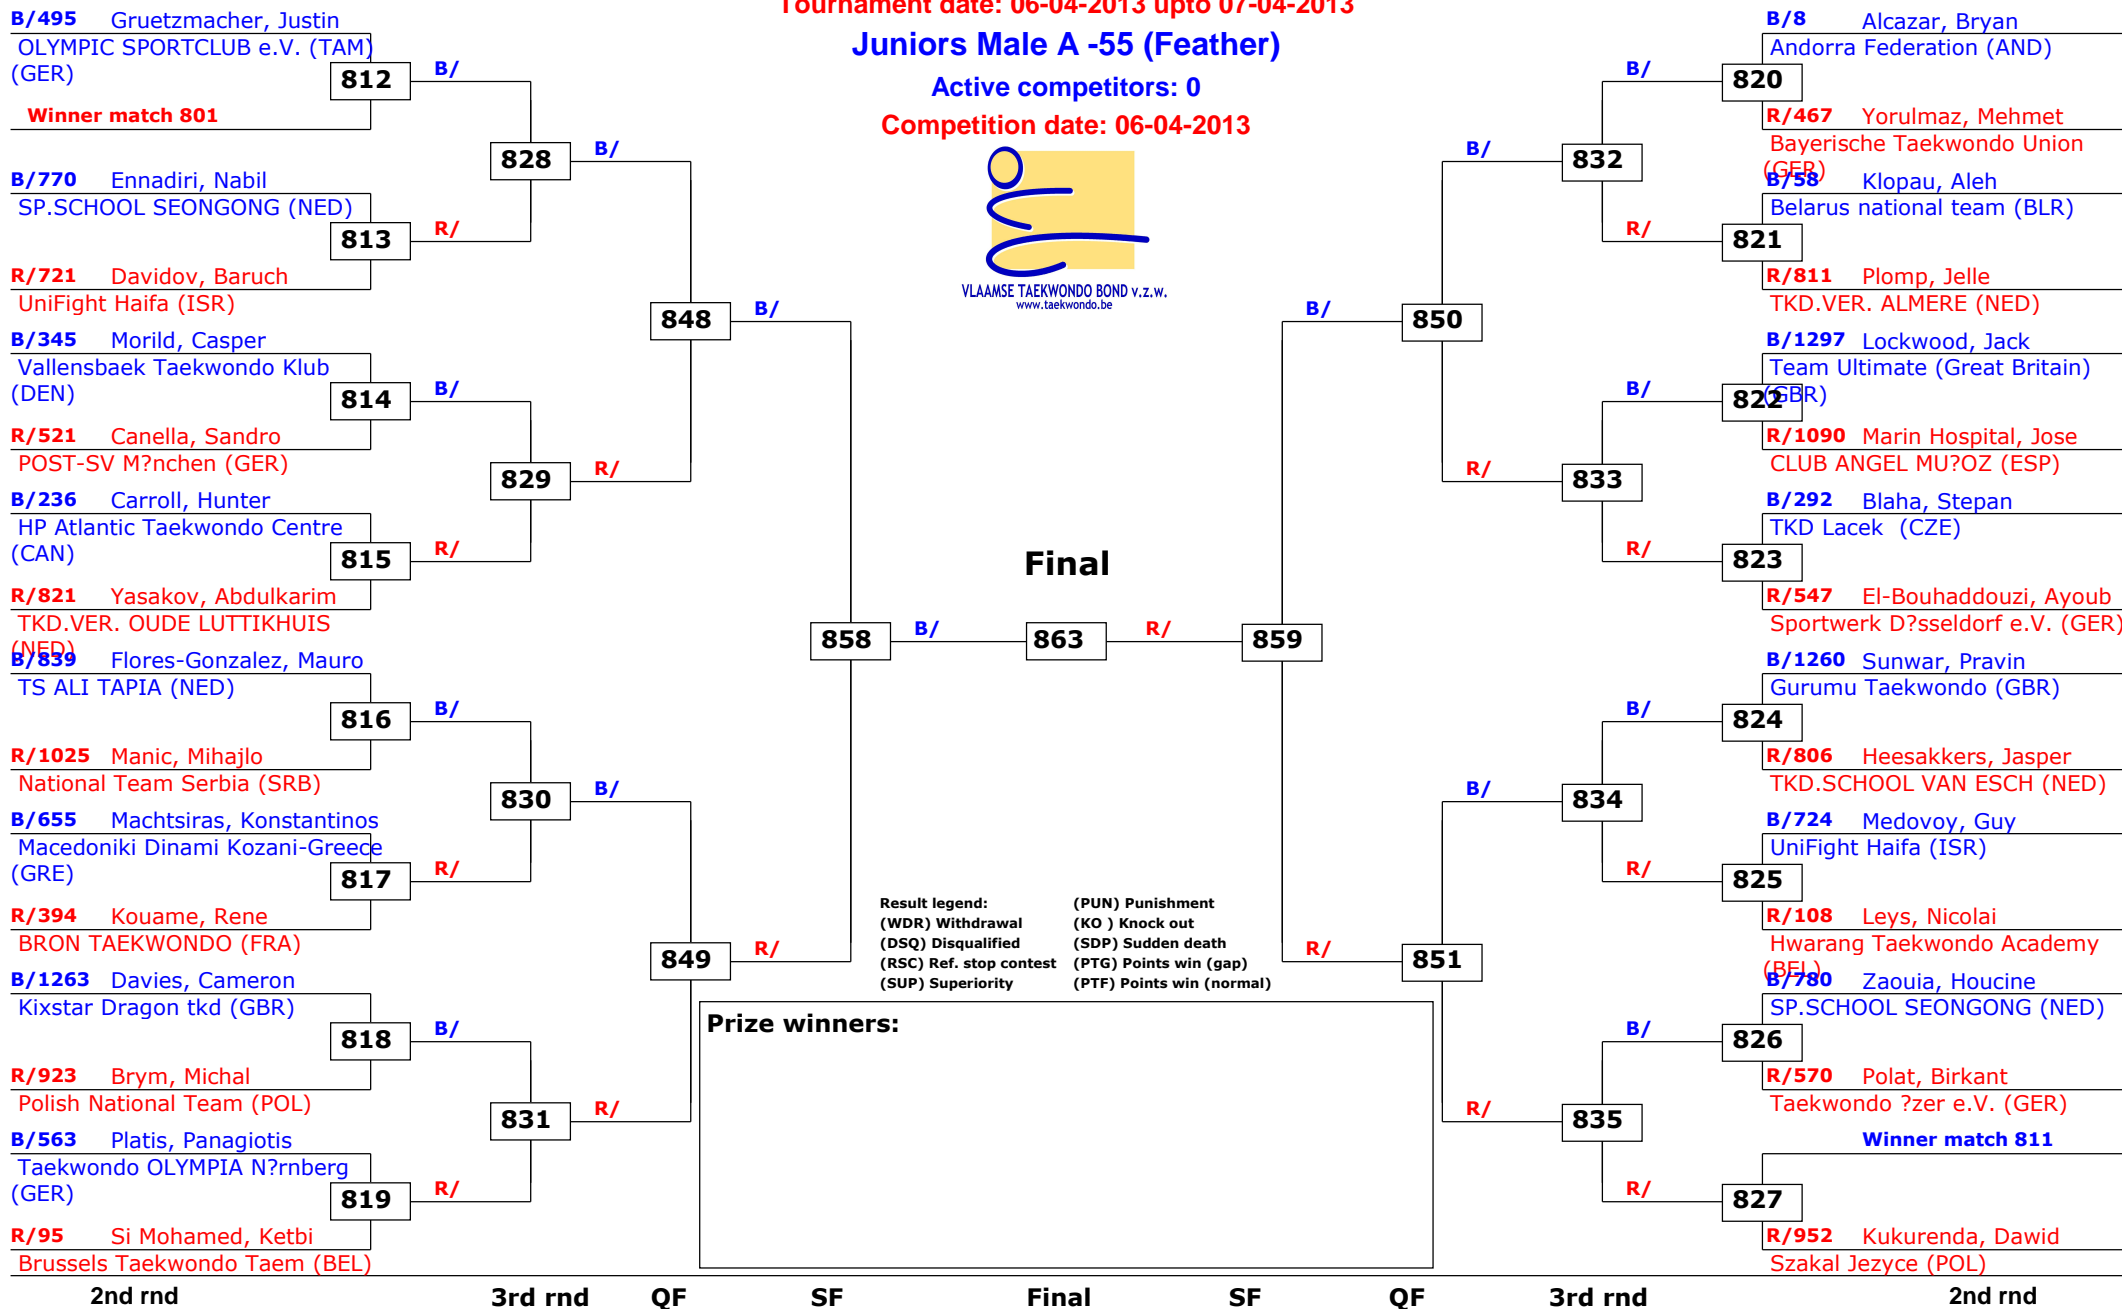 Tournament date: 06-04-2013 upto 07-04-2013
Juniors Male A -55 (Feather)
Active competitors: 0
Competition date: 06-04-2013
VLAAMSE TAEKWONDO BOND v.z.w.
www.taekwondo.be
B/495 Gruetzmacher, Justin
OLYMPIC SPORTCLUB e.V. (TAM)
(GER)
812
Winner match 801
B/770 Ennadiri, Nabil
SP.SCHOOL SEONGONG (NED)
813
R/721 Davidov, Baruch
UniFight Haifa (ISR)
B/345 Morild, Casper
Vallensbaek Taekwondo Klub
(DEN)
814
R/521 Canella, Sandro
POST-SV M?nchen (GER)
B/236 Carroll, Hunter
HP Atlantic Taekwondo Centre
(CAN)
815
R/821 Yasakov, Abdulkarim
TKD.VER. OUDE LUTTIKHUIS
(NED)
B/839 Flores-Gonzalez, Mauro
TS ALI TAPIA (NED)
816
R/1025 Manic, Mihajlo
National Team Serbia (SRB)
B/655 Machtsiras, Konstantinos
Macedoniki Dinami Kozani-Greece
(GRE)
817
R/394 Kouame, Rene
BRON TAEKWONDO (FRA)
B/1263 Davies, Cameron
Kixstar Dragon tkd (GBR)
818
R/923 Brym, Michal
Polish National Team (POL)
B/563 Platis, Panagiotis
Taekwondo OLYMPIA N?rnberg
(GER)
819
R/95 Si Mohamed, Ketbi
Brussels Taekwondo Taem (BEL)
B/
828
R/
B/
829
R/
B/
830
R/
B/
831
R/
B/
848
R/
B/
849
R/
B/
858
R/
B/
Final
863
R/
B/
859
R/
B/
850
R/
B/
851
R/
B/
832
R/
B/
833
R/
B/
834
R/
B/
835
R/
B/8 Alcazar, Bryan
Andorra Federation (AND)
820
R/467 Yorulmaz, Mehmet
Bayerische Taekwondo Union
(GER)
B/58 Klopau, Aleh
Belarus national team (BLR)
821
R/811 Plomp, Jelle
TKD.VER. ALMERE (NED)
B/1297 Lockwood, Jack
Team Ultimate (Great Britain)
(GBR)
822
R/1090 Marin Hospital, Jose
CLUB ANGEL MU?OZ (ESP)
B/292 Blaha, Stepan
TKD Lacek (CZE)
823
R/547 El-Bouhaddouzi, Ayoub
Sportwerk D?sseldorf e.V. (GER)
B/1260 Sunwar, Pravin
Gurumu Taekwondo (GBR)
824
R/806 Heesakkers, Jasper
TKD.SCHOOL VAN ESCH (NED)
B/724 Medovoy, Guy
UniFight Haifa (ISR)
825
R/108 Leys, Nicolai
Hwarang Taekwondo Academy
(BEL)
B/780 Zaouia, Houcine
SP.SCHOOL SEONGONG (NED)
826
R/570 Polat, Birkant
Taekwondo ?zer e.V. (GER)
Winner match 811
827
R/952 Kukurenda, Dawid
Szakal Jezyce (POL)
Result legend: (PUN) Punishment
(WDR) Withdrawal (KO ) Knock out
(DSQ) Disqualified (SDP) Sudden death
(RSC) Ref. stop contest (PTG) Points win (gap)
(SUP) Superiority (PTF) Points win (normal)
Prize winners:
2nd rnd 3rd rnd QF SF Final SF QF 3rd rnd 2nd rnd